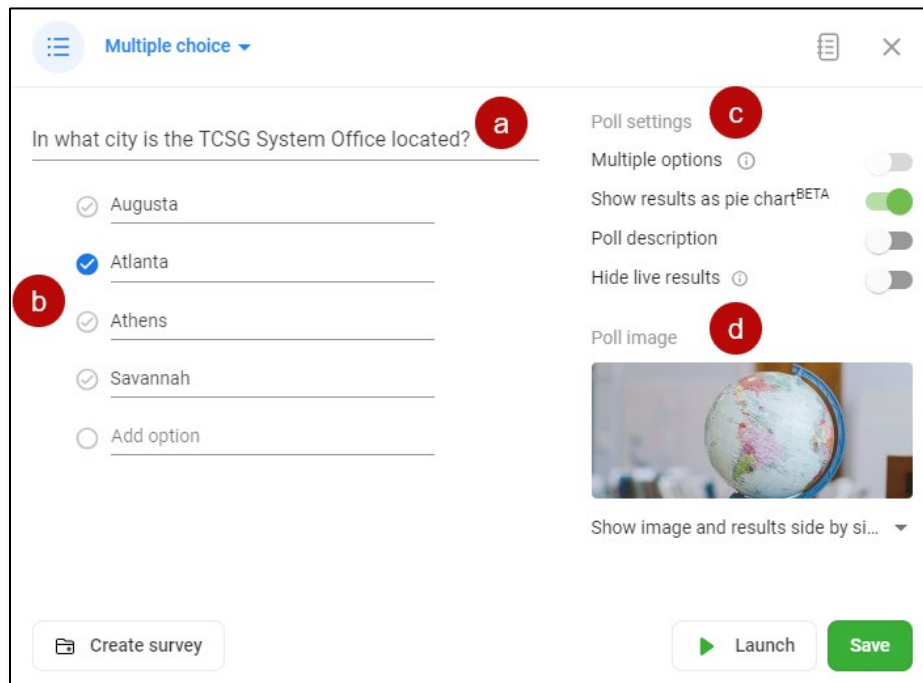 Multiple choice
In what city is the TCSG System Office located?
a
b
Augusta
Atlanta
Athens
Savannah
Add option
c
Poll settings
Multiple options
Show results as pie chartBETA
Poll description
Hide live results
d
Poll image
Show image and results side by si...
Create survey
Launch
Save